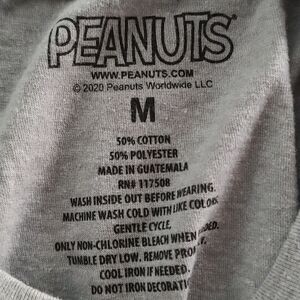 PEANUTS
WWW.PEANUTS.COM
© 2020 Peanuts Worldwide LLC
M
50% COTTON
50% POLYESTER
MADE IN GUATEMALA
RN# 117508
WASH INSIDE OUT BEFORE WEARING.
MACHINE WASH COLD WITH LIKE COLORS
GENTLE CYCLE.
ONLY NON-CHLORINE BLEACH WHEN
TUMBLE DRY LOW. REMOVE
COOL IRON IF NEEDED.
DO NOT IRON